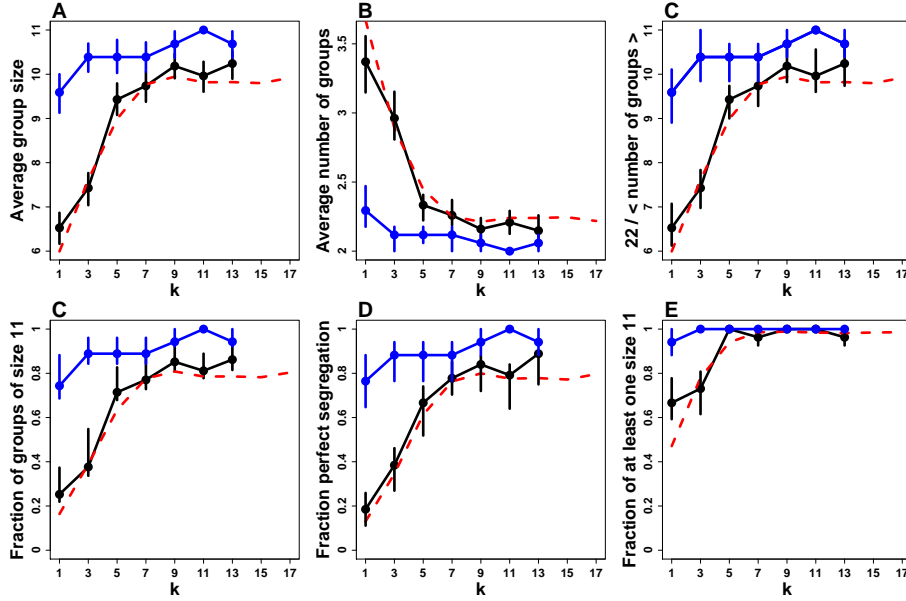 A
Average group size
6 7 8 9 10 11
1 3 5 7 9 11 13 15 17
k
B
Average number of groups
2 2.5 3 3.5
1 3 5 7 9 11 13 15 17
k
C
22 / < number of groups >
6 7 8 9 10 11
1 3 5 7 9 11 13 15 17
k
C
Fraction of groups of size 11
0 0.2 0.4 0.6 0.8 1
1 3 5 7 9 11 13 15 17
k
D
Fraction perfect segregation
0 0.2 0.4 0.6 0.8 1
1 3 5 7 9 11 13 15 17
k
E
Fraction of at least one size 11
0 0.2 0.4 0.6 0.8 1
1 3 5 7 9 11 13 15 17
k